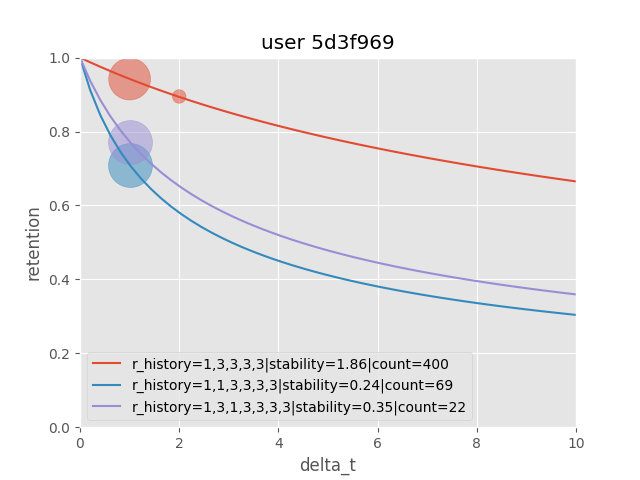 user 5d3f969
1.0
0.8
0.6
0.4
0.2
0.0
retention
r_history=1,3,3,3,3|stability=1.86|count=400
r_history=1,1,3,3,3,3|stability=0.24|count=69
r_history=1,3,1,3,3,3,3|stability=0.35|count=22
0 2 4 6 8 10
delta_t